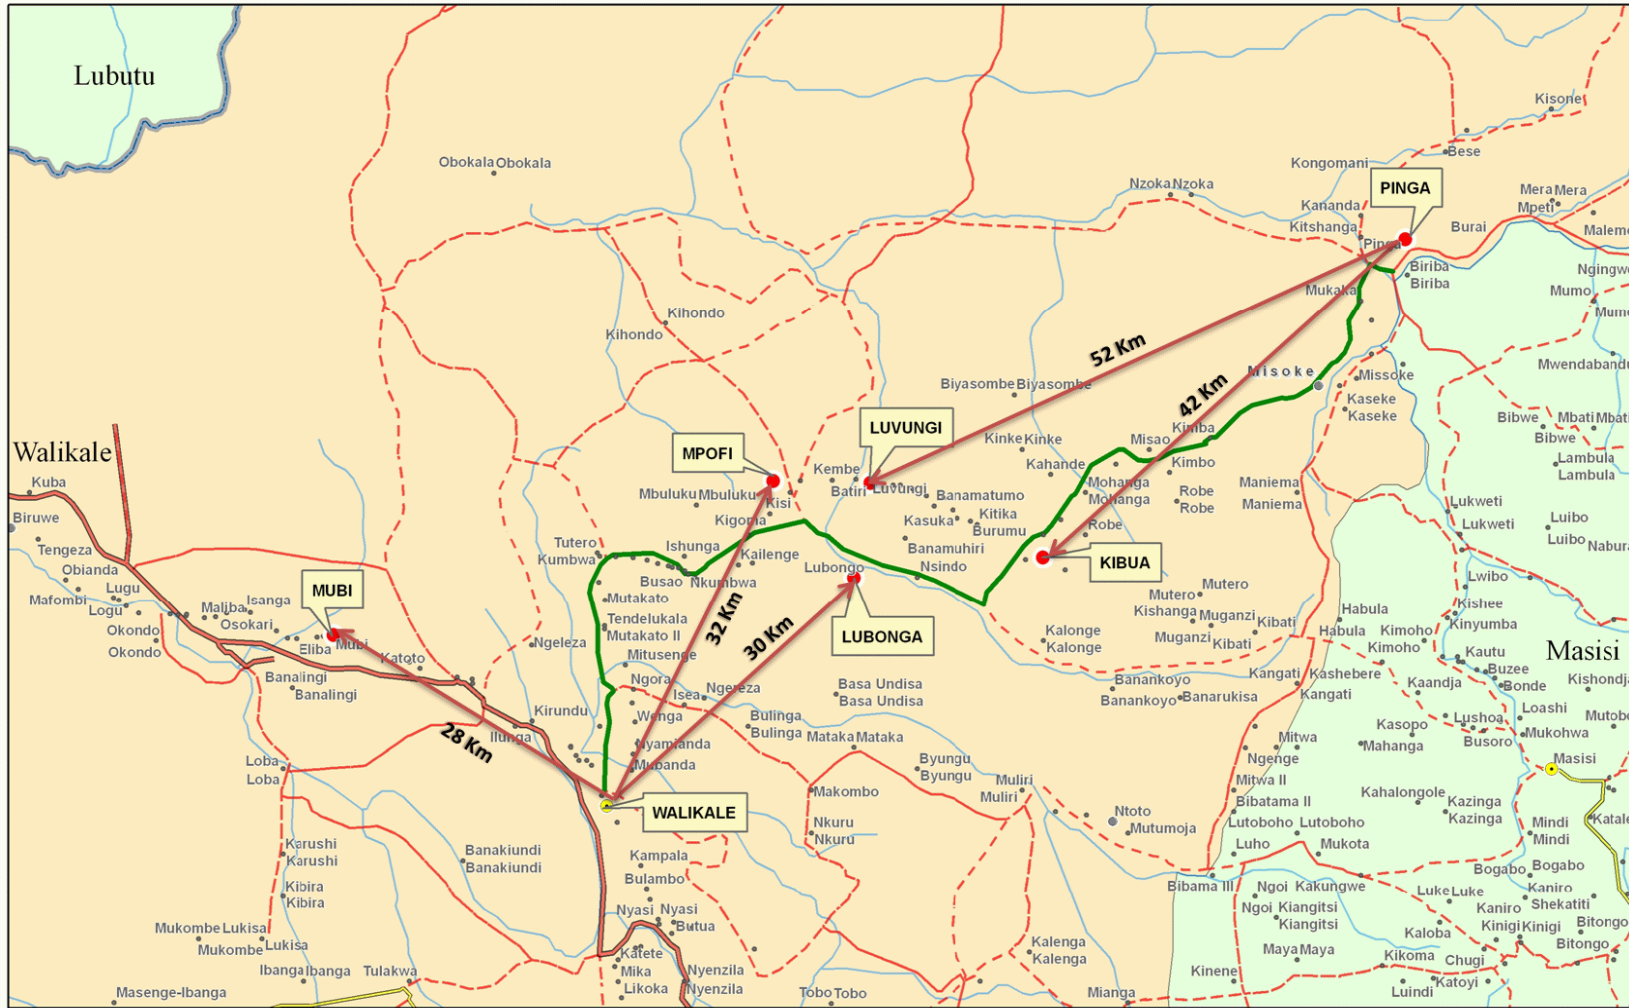 Lubutu
Kisone
Obokala Obokala
Bese
Kongomani
Nzoka Nzoka
PINGA
Mera Mera
Mpeti
Kananda
Kitshanga
Burai
Malem
Pinga
Biriba
Biriba
Ngingw
Mukaka
Mumo
Mum
Kihondo
Kihondo
52 Km
Misoke
Missoke
Mwendabandu
Biyasombe Biyasombe
42 Km
Kaseke
Kaseke
Bibwe
Mbati Mbati
Bibwe
LUVUNGI
Walikale
MPOFI
Kinke Kinke
Misao
Kimba
Kembe
Kahande
Kimbo
Lambula
Lambula
Kuba
Batiri
Luvungi
Mohanga
Mohanga
Maniema
Maniema
Mbuluku Mbuluku
Kisi
Banamatumo
Robe
Robe
Lukweti
Biruwe
Kigoma
Kasuka
Kitika
Burumu
Robe
Lukweti
Luibo
Luibo
Tengeza
Tutero
Kumbwa
Ishunga
Kailenge
Banamuhiri
Nabura
Obianda
Lubongo
Nsindo
KIBUA
Busao
Nkumbwa
Lwibo
Lugu
MUBI
Mutakato
Mutero
Mutero
Mafombi
Logu
Maliba
Isanga
Osokari
Tendelukala
Mutakato II
32 Km
30 Km
LUBONGA
Kishanga
Muganzi
Muganzi
Habula
Habula
Kishee
Kinyumba
Okondo
Okondo
Eliba
Mubi
Ngeleza
Kalonge
Kalonge
Kibati
Kibati
Kimoho
Kimoho
Masisi
Katoto
Mitusenge
Kautu
Buzee
Banalingi
Banalingi
Ngora
Isea
Ngereza
Basa Undisa
Basa Undisa
Banankoyo
Banankoyo
Banarukisa
Kangati
Kangati
Kashebere
Kaandja
Bonde
Kishondj
Kirundu
Wenga
Bulinga
Bulinga
Loashi
Lushoa
Mutob
Ilunga
28 Km
Nyamianda
Mataka Mataka
Mitwa
Kasopo
Mahanga
Busoro
Mukohwa
Loba
Loba
Mubanda
Byungu
Byungu
Ngenge
Masisi
Muliri
Muliri
Mitwa II
WALIKALE
Makombo
Ntoto
Mutumoja
Bibatama II
Kahalongole
Kazinga
Kazinga
Nkuru
Nkuru
Lutoboho
Lutoboho
Mindi
Mindi
Katale
Karushi
Karushi
Banakiundi
Banakiundi
Kampala
Luho
Mukota
Bogabo
Bogabo
Kibira
Kibira
Bulambo
Bibama III
Ngoi
Ngoi
Kakungwe
Luke Luke
Kaniro
Kaniro
Shekatiti
Nyasi
Nyasi
Butua
Kiangitsi
Kiangitsi
Mukombe
Mukombe
Lukisa
Lukisa
Kaloba
Kinigi Kinigi
Bitongo
Bitongo
Katete
Kalenga
Kalenga
Maya Maya
Kikoma
Chugi
Ibanga Ibanga
Tulakwa
Mika
Likoka
Nyenzila
Nyenzila
Kinene
Katoyi
Luindi
Masenge-Ibanga
Tobo Tobo
Mianga